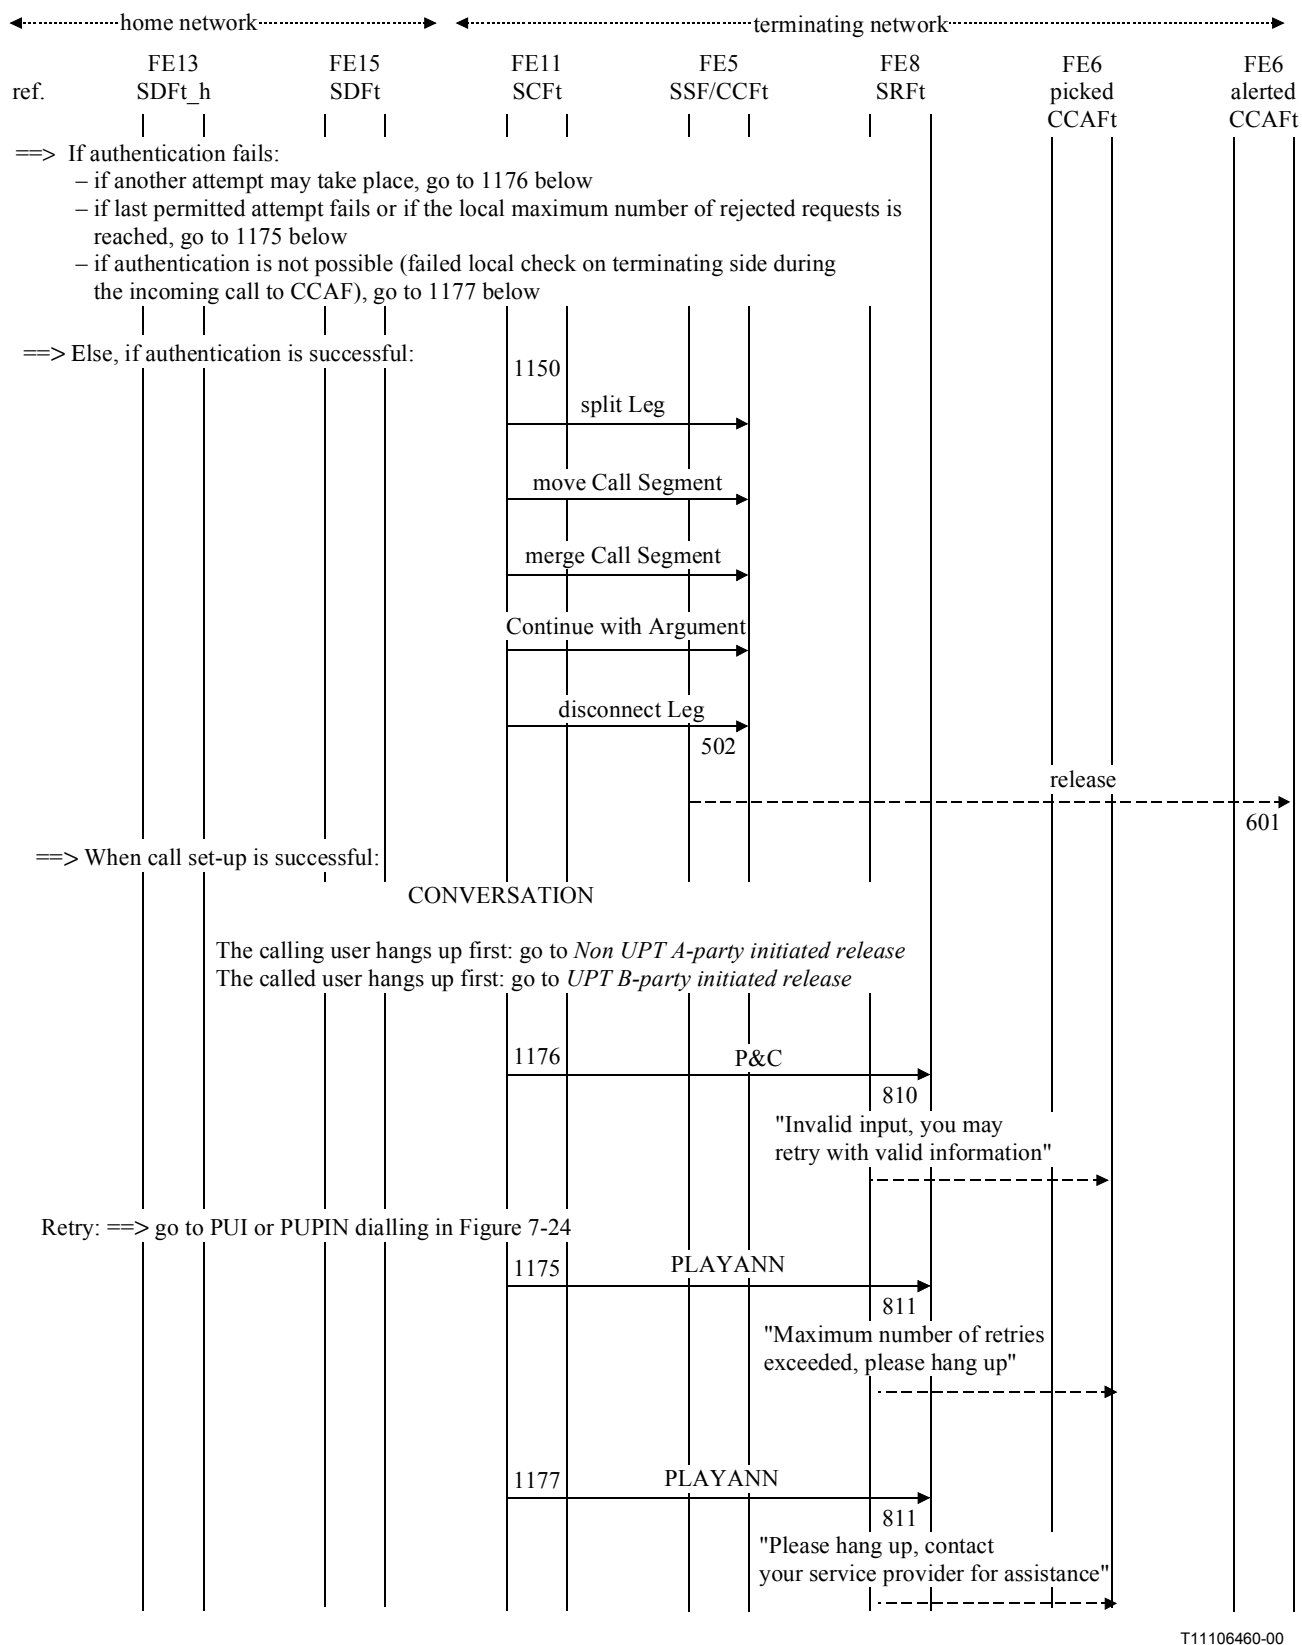 home network terminating network
FE13 FE15 FE11 FE5 FE8 FE6 FE6
ref. SDFt_h SDFt SCFt SSF/CCFt SRFt picked alerted
CCAFt CCAFt
==> If authentication fails:
– if another attempt may take place, go to 1176 below
– if last permitted attempt fails or if the local maximum number of rejected requests is
reached, go to 1175 below
– if authentication is not possible (failed local check on terminating side during
the incoming call to CCAF), go to 1177 below
==> Else, if authentication is successful:
1150
split Leg
move Call Segment
merge Call Segment
Continue with Argument
disconnect Leg
502
release
601
==> When call set-up is successful:
CONVERSATION
The calling user hangs up first: go to Non UPT A-party initiated release
The called user hangs up first: go to UPT B-party initiated release
1176 P&C
810
"Invalid input, you may
retry with valid information"
Retry: ==> go to PUI or PUPIN dialling in Figure 7-24
1175 PLAYANN
811
"Maximum number of retries
exceeded, please hang up"
1177 PLAYANN
811
"Please hang up, contact
your service provider for assistance"
T11106460-00